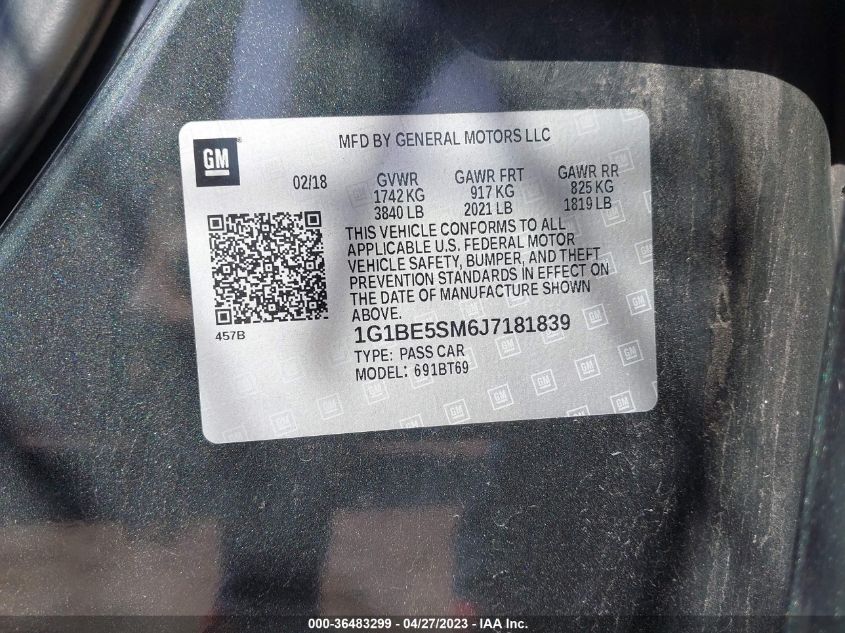 GM
MFD BY GENERAL MOTORS LLC
02/18
GVWR GAWR FRT GAWR RR
1742 KG 917 KG 825 KG
3840 LB 2021 LB 1819 LB
THIS VEHICLE CONFORMS TO ALL
APPLICABLE U.S. FEDERAL MOTOR
VEHICLE SAFETY, BUMPER, AND THEFT
PREVENTION STANDARDS IN EFFECT ON
THE DATE OF MANUFACTURE SHOWN
ABOVE.
457B
1G1BE5SM6J7181839
TYPE: PASS CAR
MODEL: 691BT69
000-36483299 - 04/27/2023 - IAA Inc.